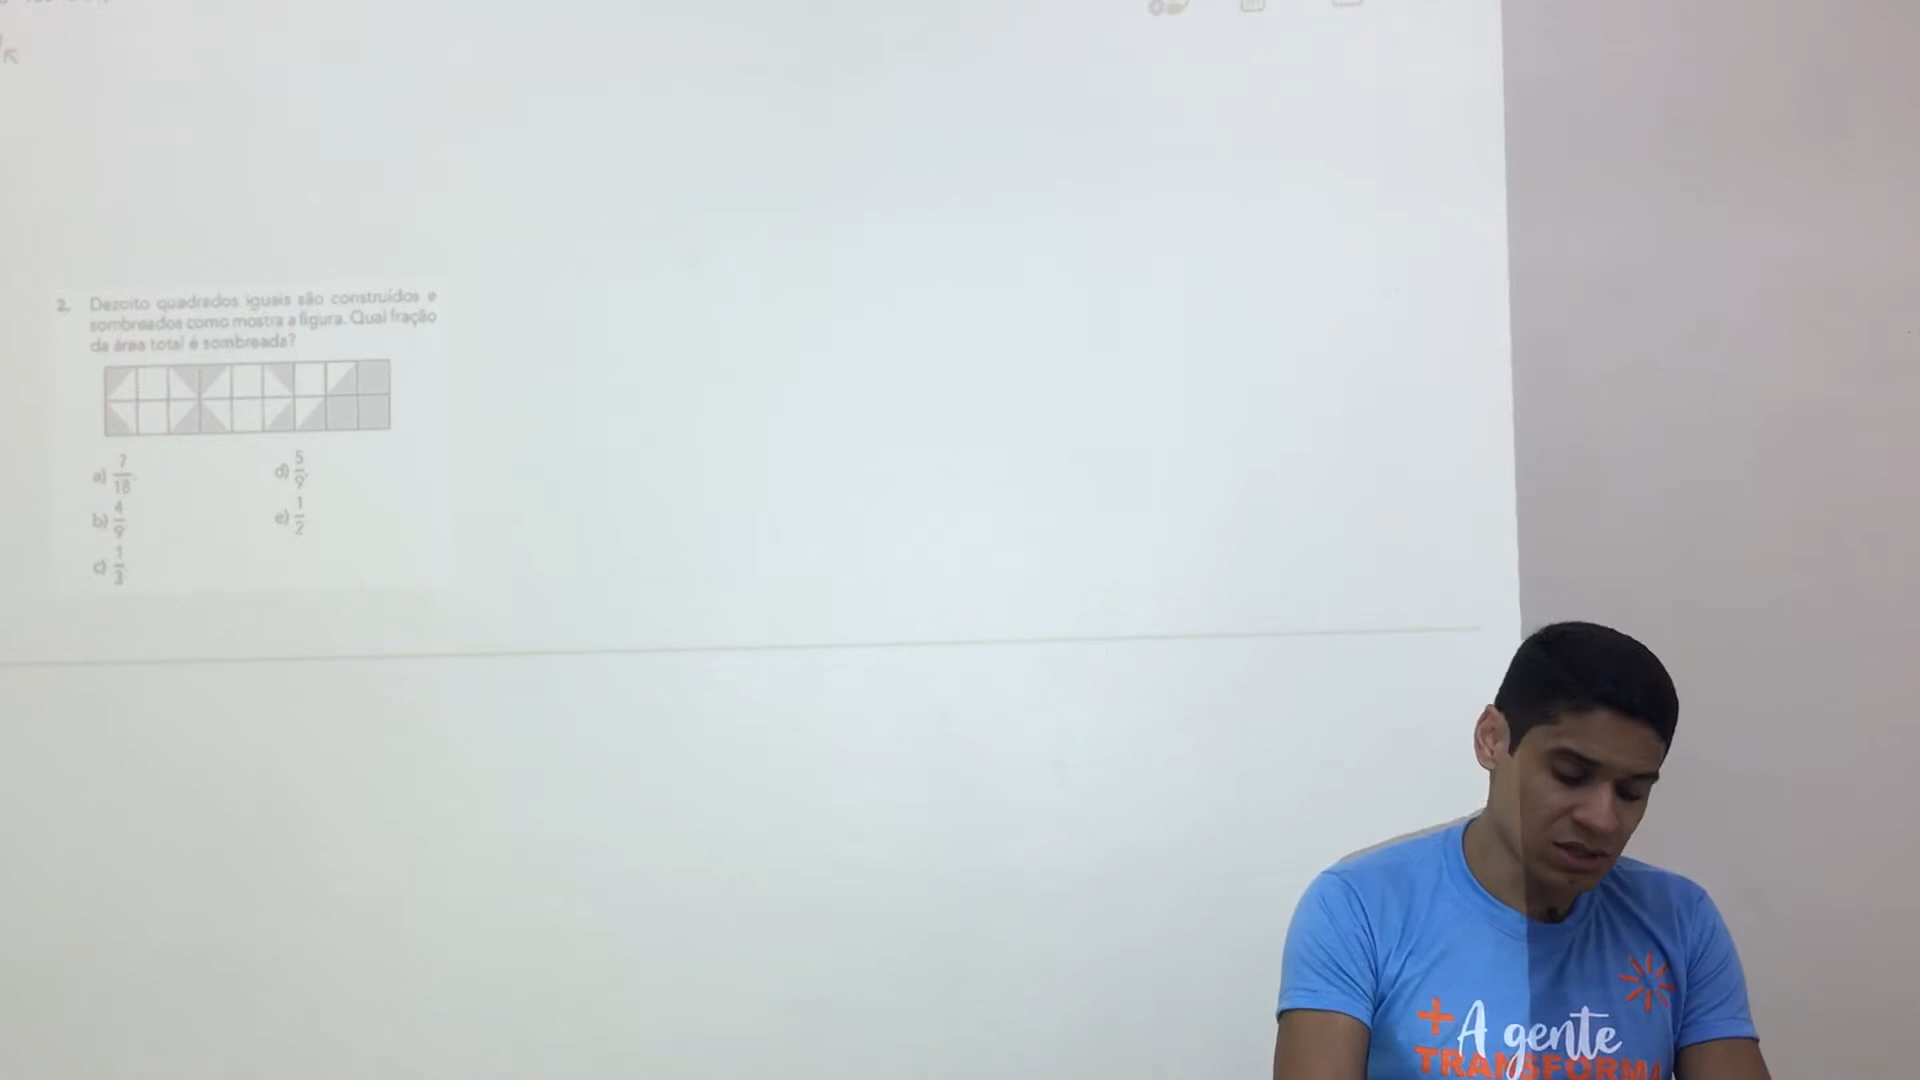 2. Dezoito quadrados iguais são construídos e
sombreados como mostra a figura. Qual fração
da área total é sombreada?
a) 7/18
d) 5/9
b) 4/9
e) 1/2
c) 1/3
+ A gente
TRANSFORMA